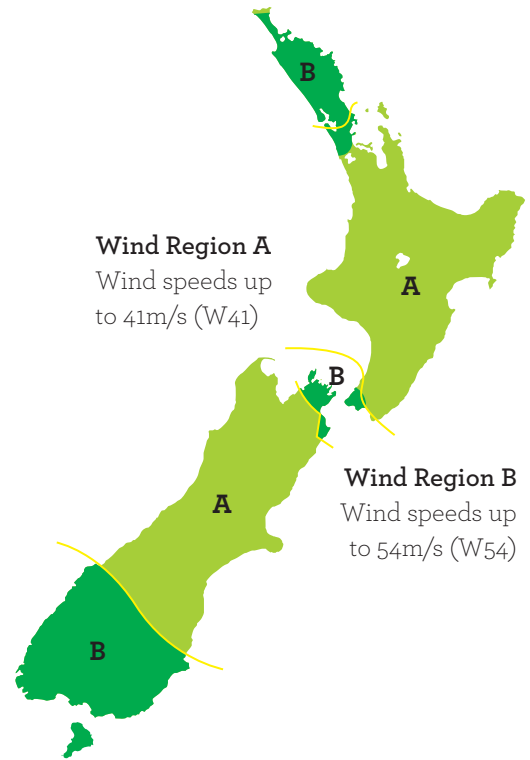 B
Wind Region A
Wind speeds up
to 41m/s (W41)
A
B
Wind Region B
Wind speeds up
to 54m/s (W54)
A
B